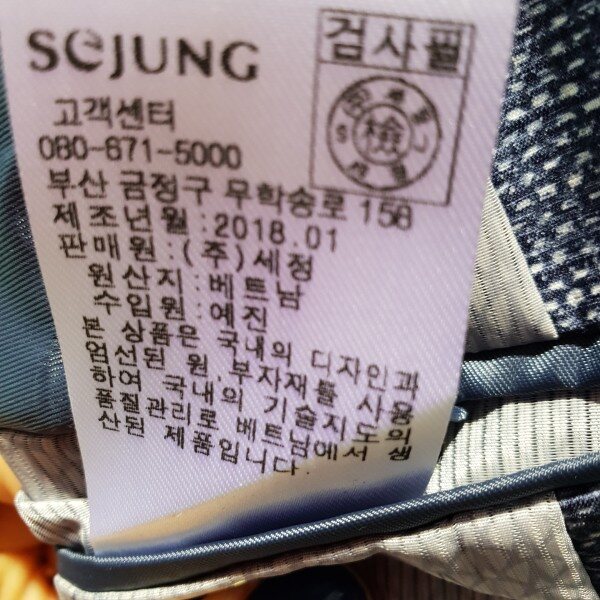 SeJUNG
검사필
檢
고객센터
080-671-5000
부산 금정구 무학송로 158
제조년월:2018.01
판매원:(주)세정
원산지:베트남
수입원:예진
본 상품은 국내의 디자인과
엄선된 원,부자재를 사용
하여 국내의 기술지도와
품질관리로 베트남에서 생
산된 제품입니다.